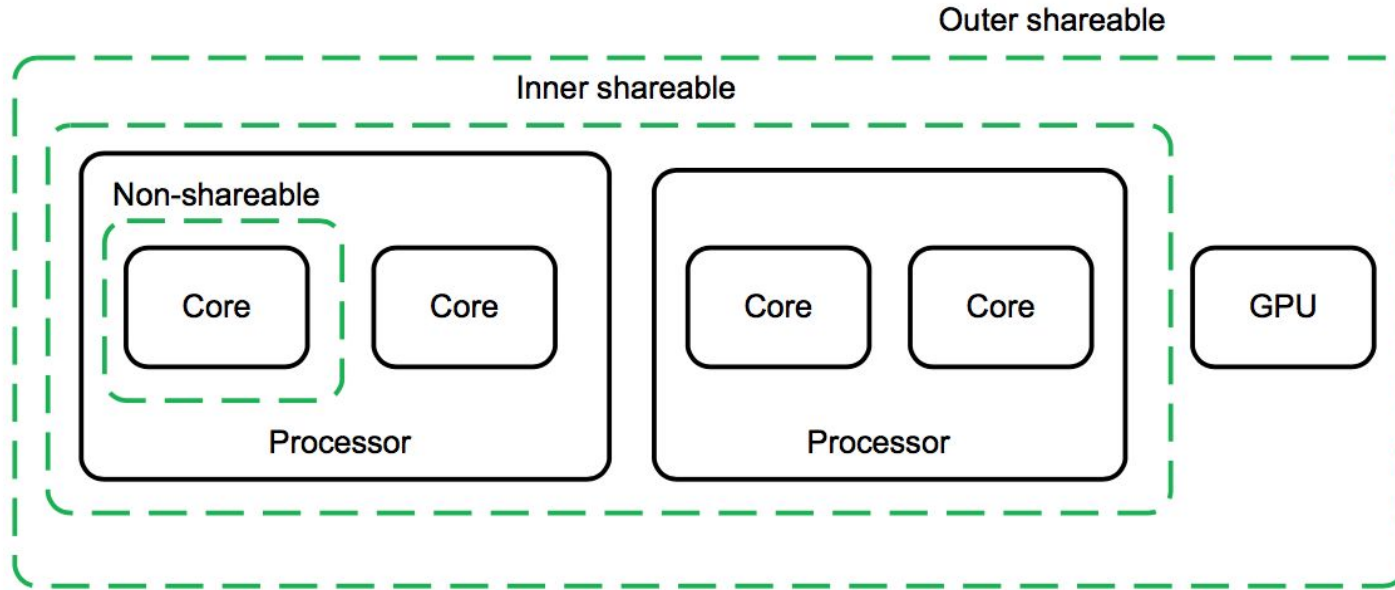 Outer shareable
Inner shareable
Non-shareable
Core
Core
Core
Core
GPU
Processor
Processor